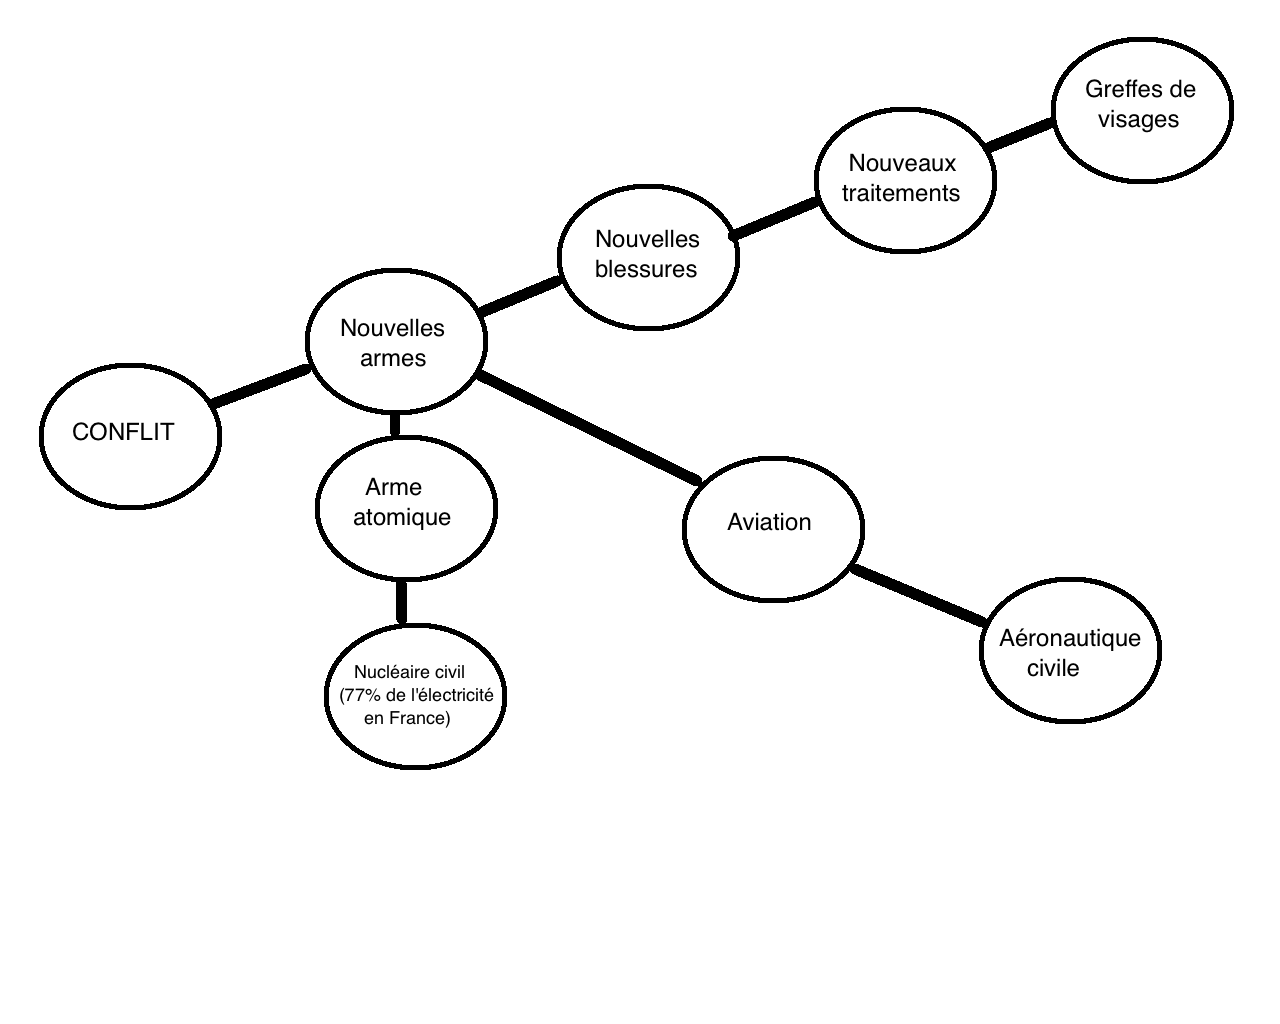 Greffes de
visages
Nouveaux
traitements
Nouvelles
blessures
Nouvelles
armes
CONFLIT
Arme
atomique
Aviation
Nucléaire civil
(77% de l'électricité
en France)
Aéronautique
civile